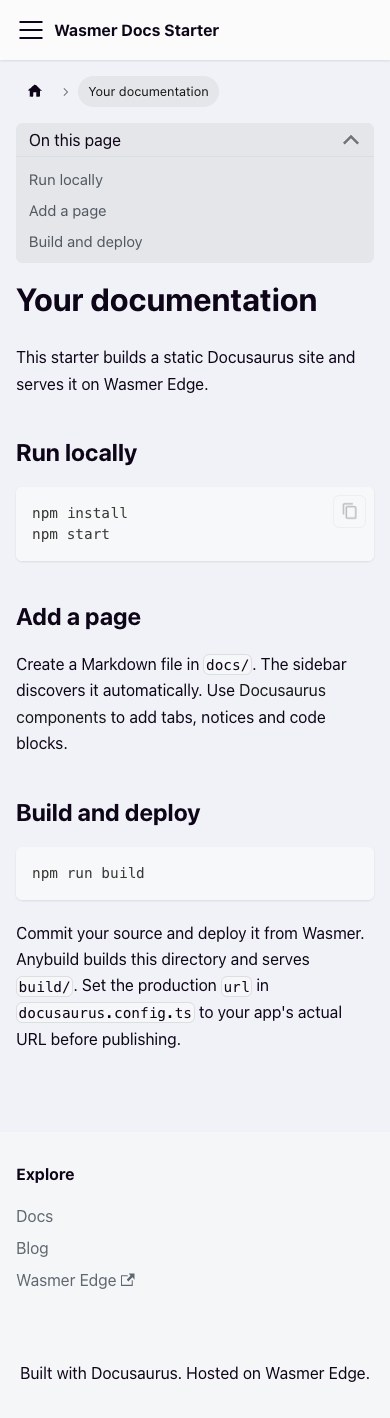 Wasmer Docs Starter
Your documentation
On this page
Run locally
Add a page
Build and deploy
Your documentation
This starter builds a static Docusaurus site and
serves it on Wasmer Edge.
Run locally
npm install
npm start
Add a page
Create a Markdown file in docs/. The sidebar
discovers it automatically. Use Docusaurus
components to add tabs, notices and code
blocks.
Build and deploy
npm run build
Commit your source and deploy it from Wasmer.
Anybuild builds this directory and serves
build/. Set the production url in
docusaurus.config.ts to your app's actual
URL before publishing.
Explore
Docs
Blog
Wasmer Edge
Built with Docusaurus. Hosted on Wasmer Edge.